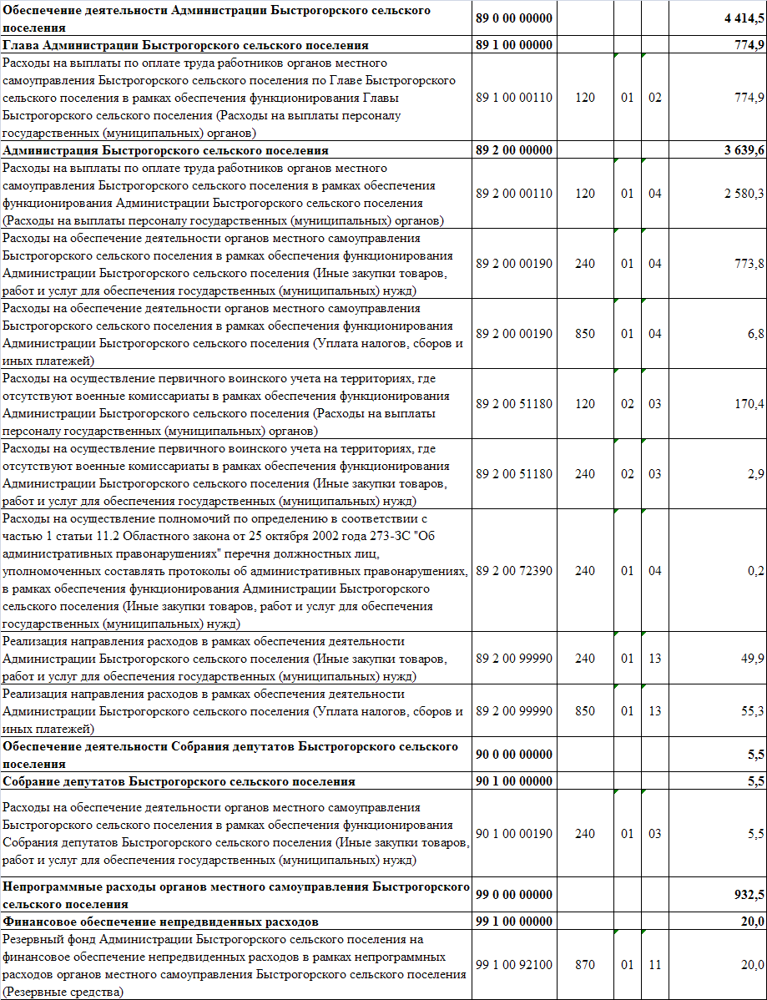 Обеспечение деятельности Администрации Быстрогорского сельского
поселения 89 0 00 00000 4 414,5
Глава Администрации Быстрогорского сельского поселения 89 1 00 00000 774,9
Расходы на выплаты по оплате труда работников органов местного
самоуправления Быстрогорского сельского поселения по Главе Быстрогорского
сельского поселения в рамках обеспечения функционирования Главы 89 1 00 00110 120 01 02 774,9
Быстрогорского сельского поселения (Расходы на выплаты персоналу
государственных (муниципальных) органов)
Администрация Быстрогорского сельского поселения 89 2 00 00000 3 639,6
Расходы на выплаты по оплате труда работников органов местного
самоуправления Быстрогорского сельского поселения в рамках обеспечения
функционирования Администрации Быстрогорского сельского поселения 89 2 00 00110 120 01 04 2 580,3
(Расходы на выплаты персоналу государственных (муниципальных) органов)
Расходы на обеспечение деятельности органов местного самоуправления
Быстрогорского сельского поселения в рамках обеспечения функционирования
Администрации Быстрогорского сельского поселения (Иные закупки товаров, 89 2 00 00190 240 01 04 773,8
работ и услуг для обеспечения государственных (муниципальных) нужд)
Расходы на обеспечение деятельности органов местного самоуправления
Быстрогорского сельского поселения в рамках обеспечения функционирования
Администрации Быстрогорского сельского поселения (Уплата налогов, сборов и 89 2 00 00190 850 01 04 6,8
иных платежей)
Расходы на осуществление первичного воинского учета на территориях, где
отсутствуют военные комиссариаты в рамках обеспечения функционирования
Администрации Быстрогорского сельского поселения (Расходы на выплаты 89 2 00 51180 120 02 03 170,4
персоналу государственных (муниципальных) органов)
Расходы на осуществление первичного воинского учета на территориях, где
отсутствуют военные комиссариаты в рамках обеспечения функционирования
Администрации Быстрогорского сельского поселения (Иные закупки товаров, 89 2 00 51180 240 02 03 2,9
работ и услуг для обеспечения государственных (муниципальных) нужд)
Расходы на осуществление полномочий по определению в соответствии с
частью 1 статьи 11.2 Областного закона от 25 октября 2002 года 273-ЗС "Об
административных правонарушениях" перечня должностных лиц,
уполномоченных составлять протоколы об административных правонарушениях, 89 2 00 72390 240 01 04 0,2
в рамках обеспечения функционирования Администрации Быстрогорского
сельского поселения (Иные закупки товаров, работ и услуг для обеспечения
государственных (муниципальных) нужд)
Реализация направления расходов в рамках обеспечения деятельности
Администрации Быстрогорского сельского поселения (Иные закупки товаров, 89 2 00 99990 240 01 13 49,9
работ и услуг для обеспечения государственных (муниципальных) нужд)
Реализация направления расходов в рамках обеспечения деятельности
Администрации Быстрогорского сельского поселения (Уплата налогов, сборов и 89 2 00 99990 850 01 13 55,3
иных платежей)
Обеспечение деятельности Собрания депутатов Быстрогорского сельского
поселения 90 0 00 00000 5,5
Собрание депутатов Быстрогорского сельского поселения 90 1 00 00000 5,5
Расходы на обеспечение деятельности органов местного самоуправления
Быстрогорского сельского поселения в рамках обеспечения функционирования
Собрания депутатов Быстрогорского сельского поселения (Иные закупки товаров, 90 1 00 00190 240 01 03 5,5
работ и услуг для обеспечения государственных (муниципальных) нужд)
Непрограммные расходы органов местного самоуправления Быстрогорского
сельского поселения 99 0 00 00000 932,5
Финансовое обеспечение непредвиденных расходов 99 1 00 00000 20,0
Резервный фонд Администрации Быстрогорского сельского поселения на
финансовое обеспечение непредвиденных расходов в рамках непрограммных
расходов органов местного самоуправления Быстрогорского сельского поселения 99 1 00 92100 870 01 11 20,0
(Резервные средства)